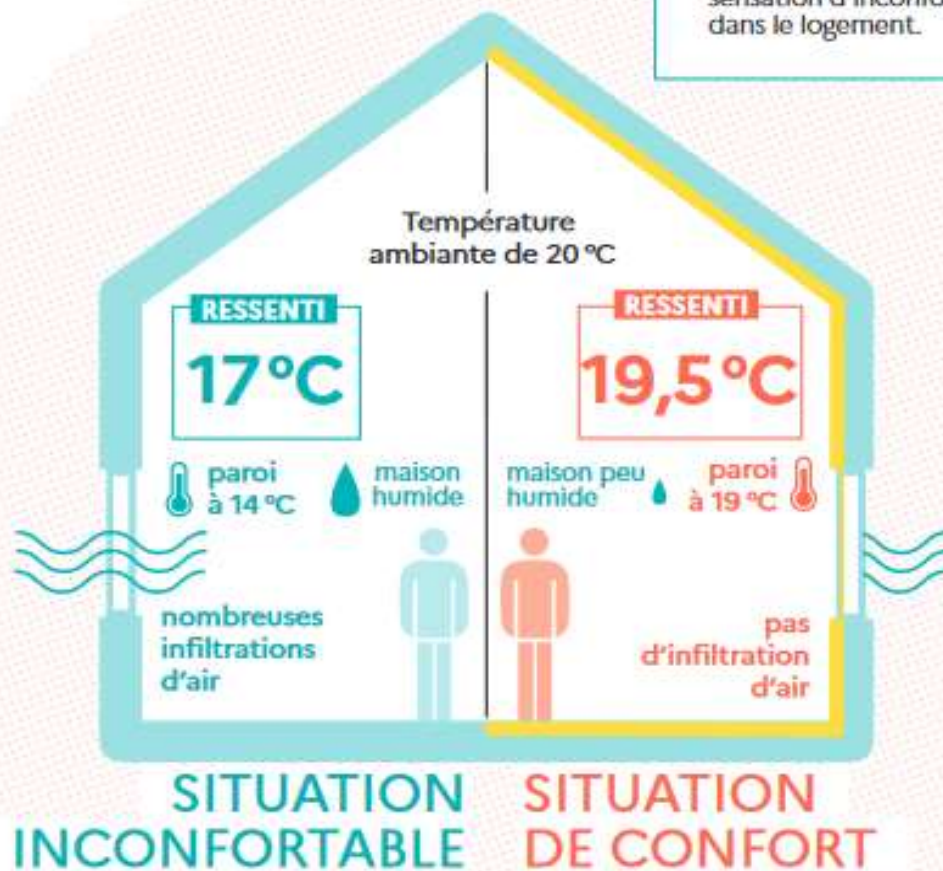 dans le logement.
Température
ambiante de 20 °C
RESSENTI
17 °C
paroi
à 14 °C
maison
humide
nombreuses
infiltrations
d'air
RESSENTI
19,5 °C
maison peu
humide
paroi
à 19 °C
pas
d'infiltration
d'air
SITUATION
INCONFORTABLE
SITUATION
DE CONFORT